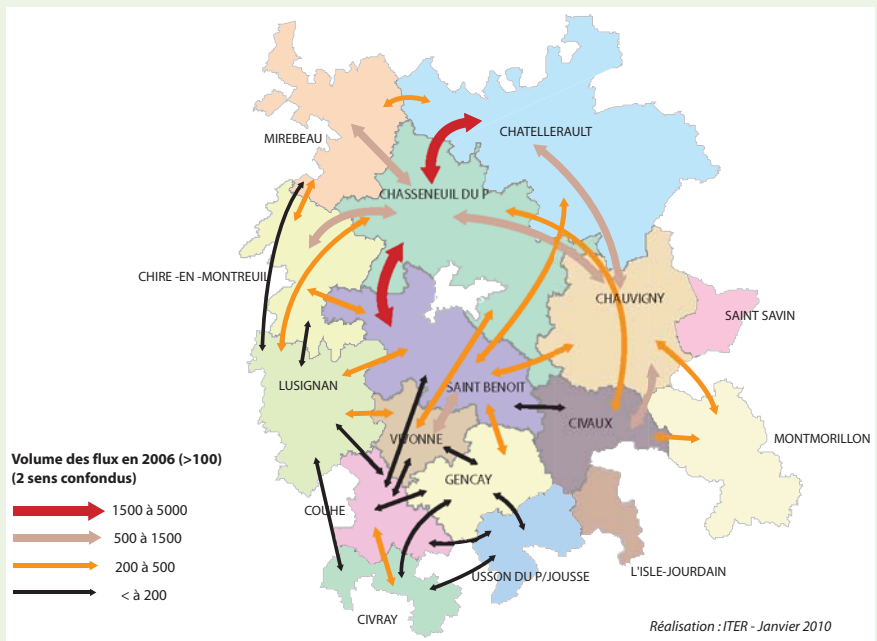 MIREBEAU
CHATELLERAULT
CHASSENEUIL DU P
CHIRE -EN -MONTREUIL
CHAUVIGNY
SAINT SAVIN
LUSIGNAN
SAINT BENOIT
CIVAUX
VIVONNE
MONTMORILLON
GENCAY
COUHE
USSON DU P/JOUSSE
L'ISLE-JOURDAIN
CIVRAY
Volume des flux en 2006 (>100)
(2 sens confondus)
1500 à 5000
500 à 1500
200 à 500
< à 200
Réalisation : ITER - Janvier 2010